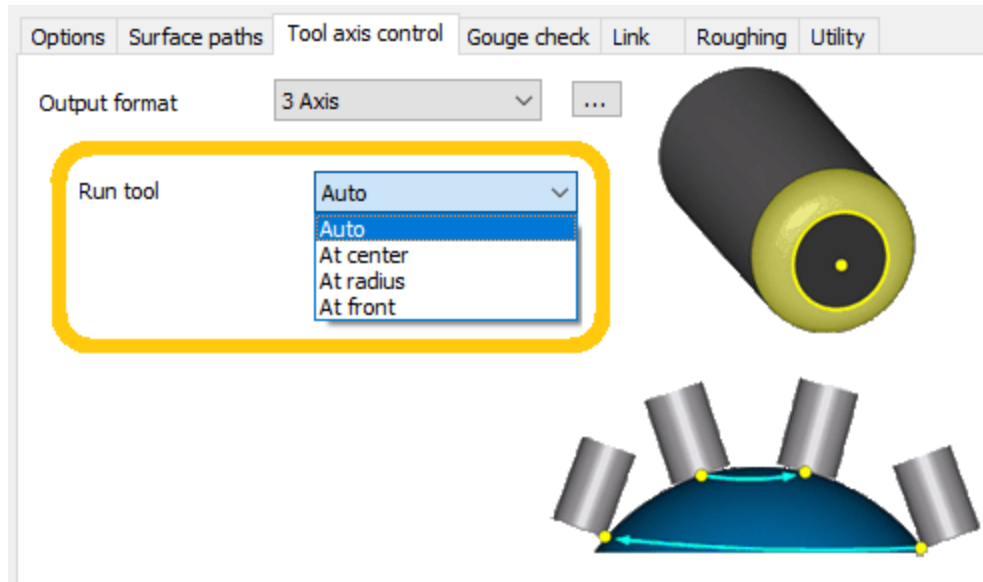 Options Surface paths Tool axis control Gouge check Link Roughing Utility
Output format 3 Axis ...
Run tool Auto
Auto
At center
At radius
At front